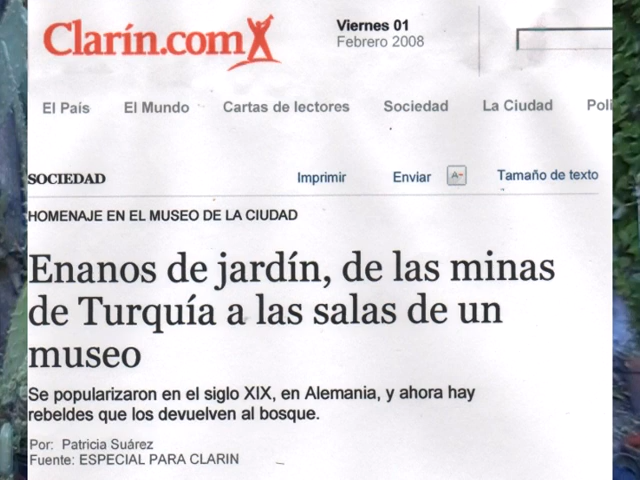 Clarín.com
Viernes 01
Febrero 2008
El País El Mundo Cartas de lectores Sociedad La Ciudad Poli
SOCIEDAD Imprimir Enviar A- Tamaño de texto
HOMENAJE EN EL MUSEO DE LA CIUDAD
Enanos de jardín, de las minas
de Turquía a las salas de un
museo
Se popularizaron en el siglo XIX, en Alemania, y ahora hay
rebeldes que los devuelven al bosque.
Por: Patricia Suárez
Fuente: ESPECIAL PARA CLARIN